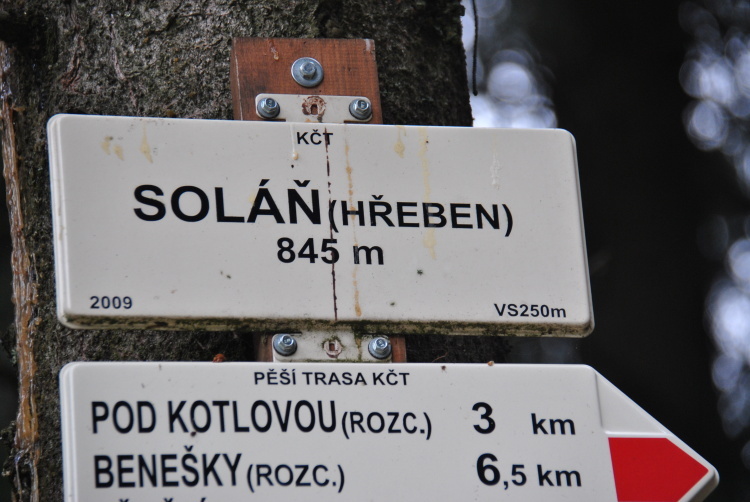 KČT
SOLÁŇ (HŘEBEN)
845 m
2009 VS250m
PĚŠÍ TRASA KČT
POD KOTLOVOU (ROZC.) 3 km
BENEŠKY (ROZC.) 6,5 km